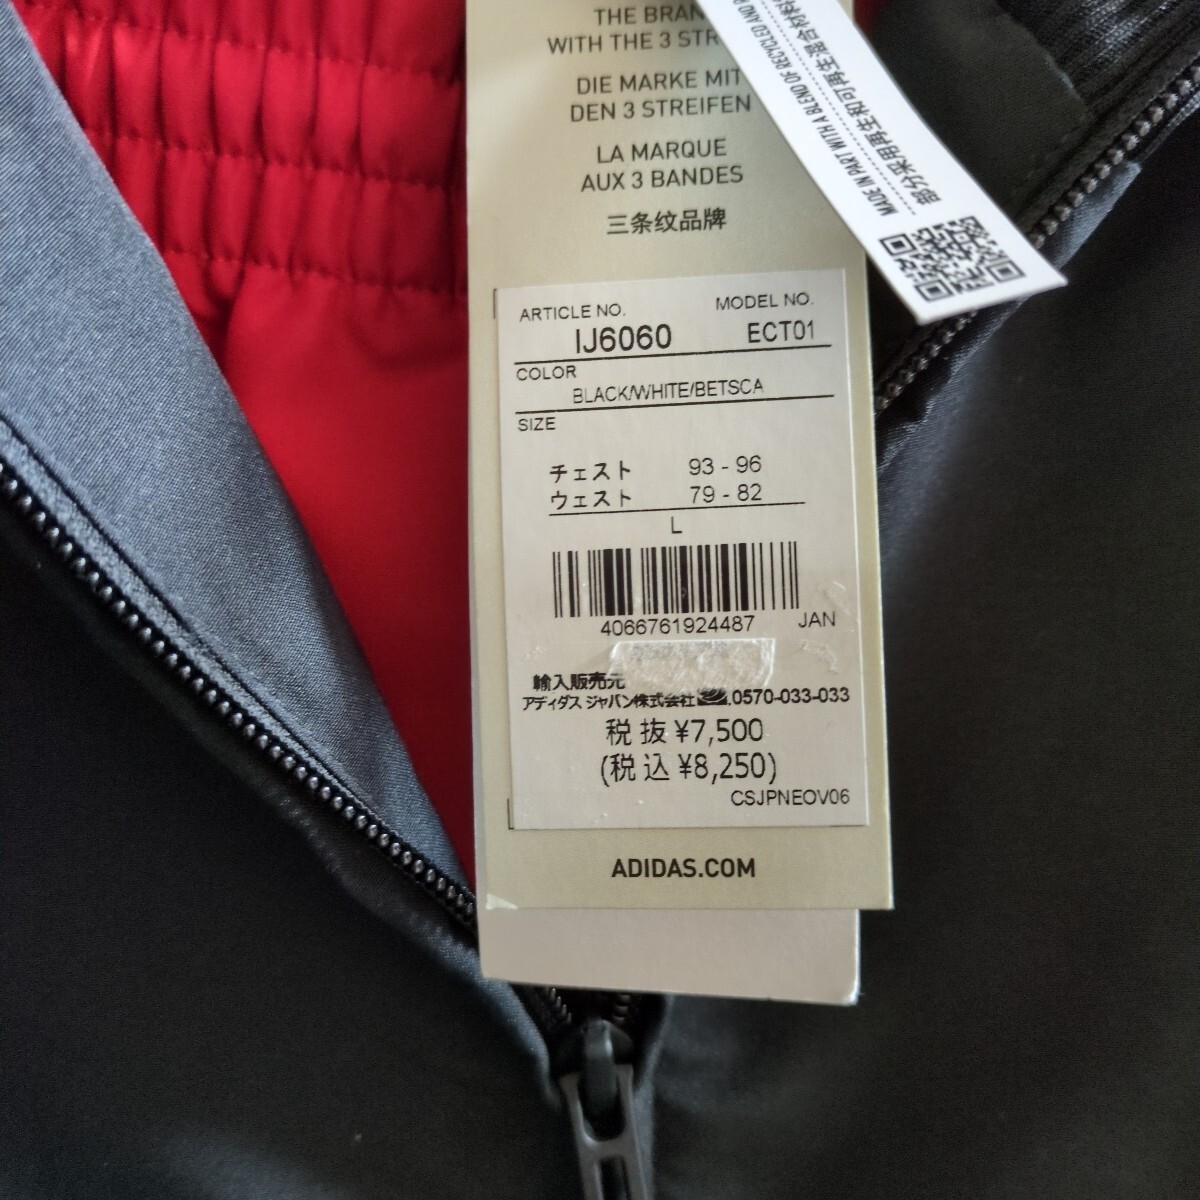 THE BRAN
WITH THE 3 STR
DIE MARKE MIT
DEN 3 STREIFEN
LA MARQUE
AUX 3 BANDES
三条纹品牌
MADE IN PART WITH A BLEND OF RECYCLED AND
部分采用再生和可再生混合材料
ARTICLE NO. MODEL NO.
IJ6060 ECT01
COLOR
BLACK/WHITE/BETSCA
SIZE
チェスト 93 - 96
ウェスト 79 - 82
L
4066761924487 JAN
輸入販売元
アディダス ジャパン株式会社 .0570-033-033
税抜 ¥7,500
(税込 ¥8,250)
CSJPNEOV06
ADIDAS.COM